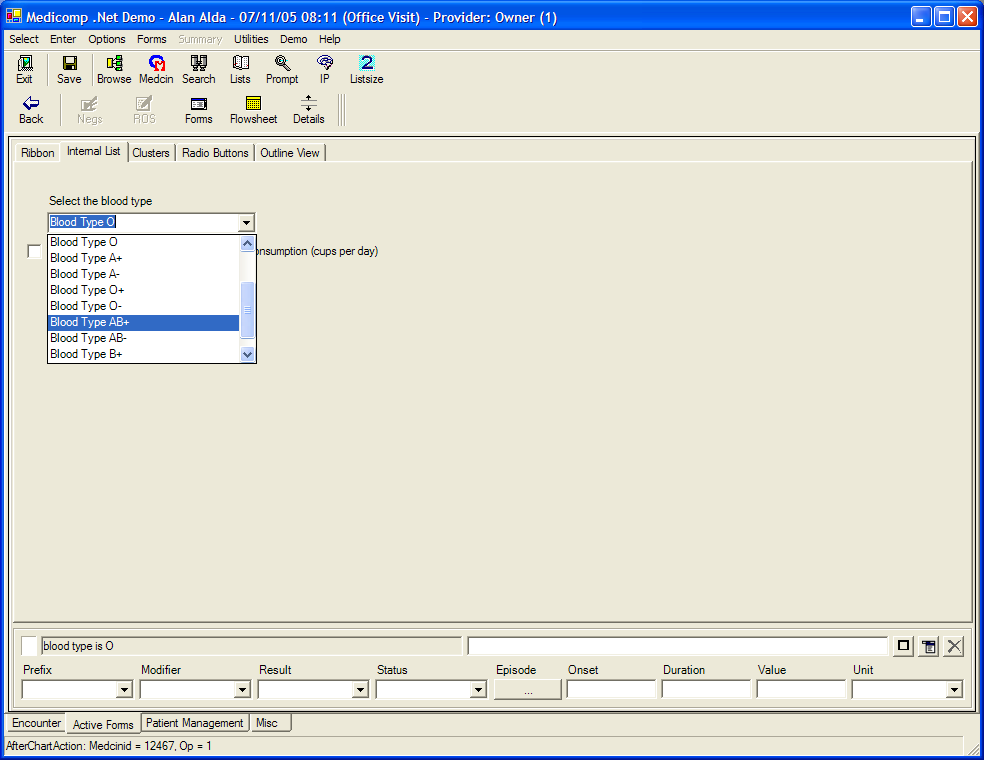 Medicomp .Net Demo - Alan Alda - 07/11/05 08:11 (Office Visit) - Provider: Owner (1)
Select Enter Options Forms Summary Utilities Demo Help
Exit Save Browse Medcin Search Lists Prompt IP 2 Listsize
Back Negs ROS Forms Flowsheet Details
Ribbon Internal List Clusters Radio Buttons Outline View
Select the blood type
Blood Type O
Blood Type O
onsumption (cups per day)
Blood Type A+
Blood Type A-
Blood Type O+
Blood Type O-
Blood Type AB+
Blood Type AB-
Blood Type B+
blood type is O
Prefix Modifier Result Status Episode Onset Duration Value Unit
...
Encounter Active Forms Patient Management Misc
AfterChartAction: Medcinid = 12467, Op = 1